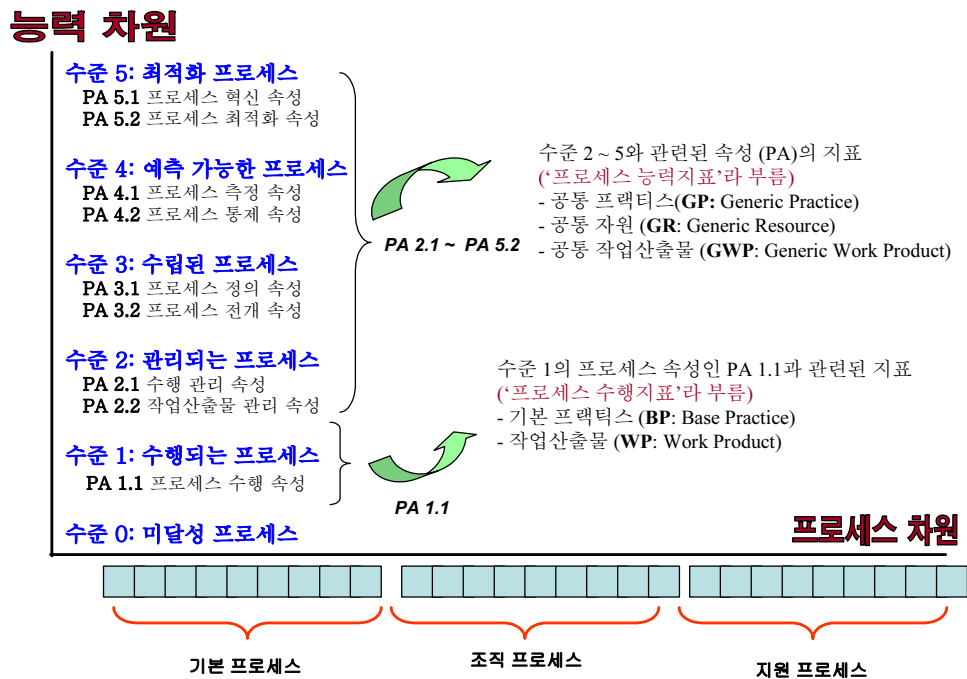 능력 차원
수준 5: 최적화 프로세스
PA 5.1 프로세스 혁신 속성
PA 5.2 프로세스 최적화 속성
수준 4: 예측 가능한 프로세스
PA 4.1 프로세스 측정 속성
PA 4.2 프로세스 통제 속성
수준 3: 수립된 프로세스
PA 3.1 프로세스 정의 속성
PA 3.2 프로세스 전개 속성
수준 2: 관리되는 프로세스
PA 2.1 수행 관리 속성
PA 2.2 작업산출물 관리 속성
수준 1: 수행되는 프로세스
PA 1.1 프로세스 수행 속성
수준 0: 미달성 프로세스
PA 2.1 ~ PA 5.2
수준 2 ~ 5와 관련된 속성 (PA)의 지표
(‘프로세스 능력지표’라 부름)
- 공통 프랙티스(GP: Generic Practice)
- 공통 자원 (GR: Generic Resource)
- 공통 작업산출물 (GWP: Generic Work Product)
PA 1.1
수준 1의 프로세스 속성인 PA 1.1과 관련된 지표
(‘프로세스 수행지표’라 부름)
- 기본 프랙틱스 (BP: Base Practice)
- 작업산출물 (WP: Work Product)
프로세스 차원
기본 프로세스
조직 프로세스
지원 프로세스